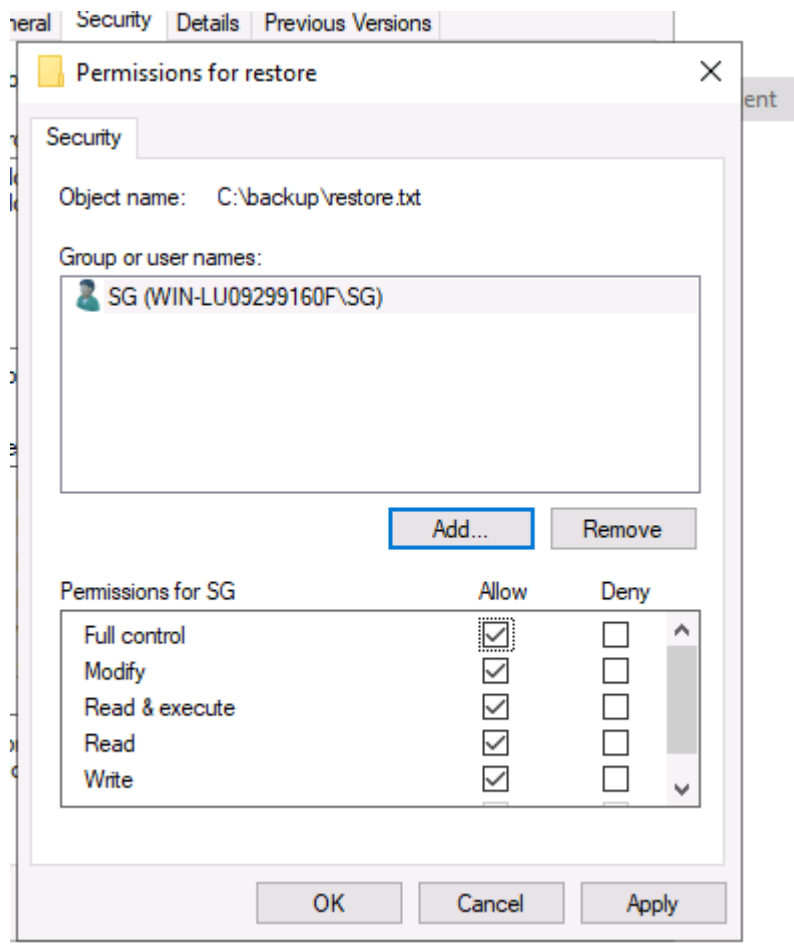 neral Security Details Previous Versions
Permissions for restore
ent
Security
Object name: C:\backup\restore.txt
Group or user names:
SG (WIN-LU09299160F\SG)
Add... Remove
Permissions for SG Allow Deny
Full control
Modify
Read & execute
Read
Write
OK Cancel Apply